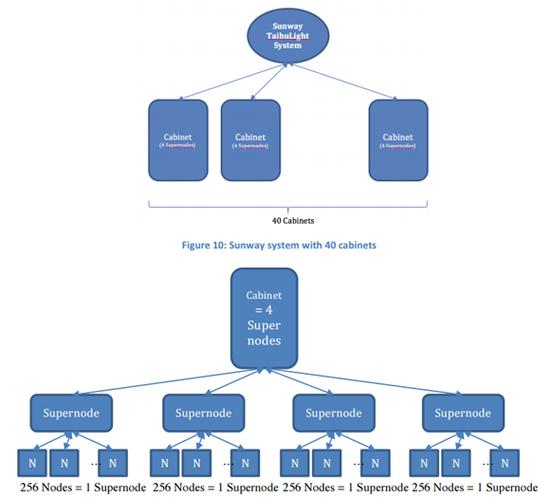 Sunway
TaihuLight
System
Cabinet
(4 Supernodes)
Cabinet
(4 Supernodes)
Cabinet
(4 Supernodes)
40 Cabinets
Figure 10: Sunway system with 40 cabinets
Cabinet
= 4
Super
nodes
Supernode
Supernode
Supernode
Supernode
N N ... N
N N ... N
N N ... N
N N ... N
256 Nodes = 1 Supernode
256 Nodes = 1 Supernode
256 Nodes = 1 Supernode
256 Nodes = 1 Supernode